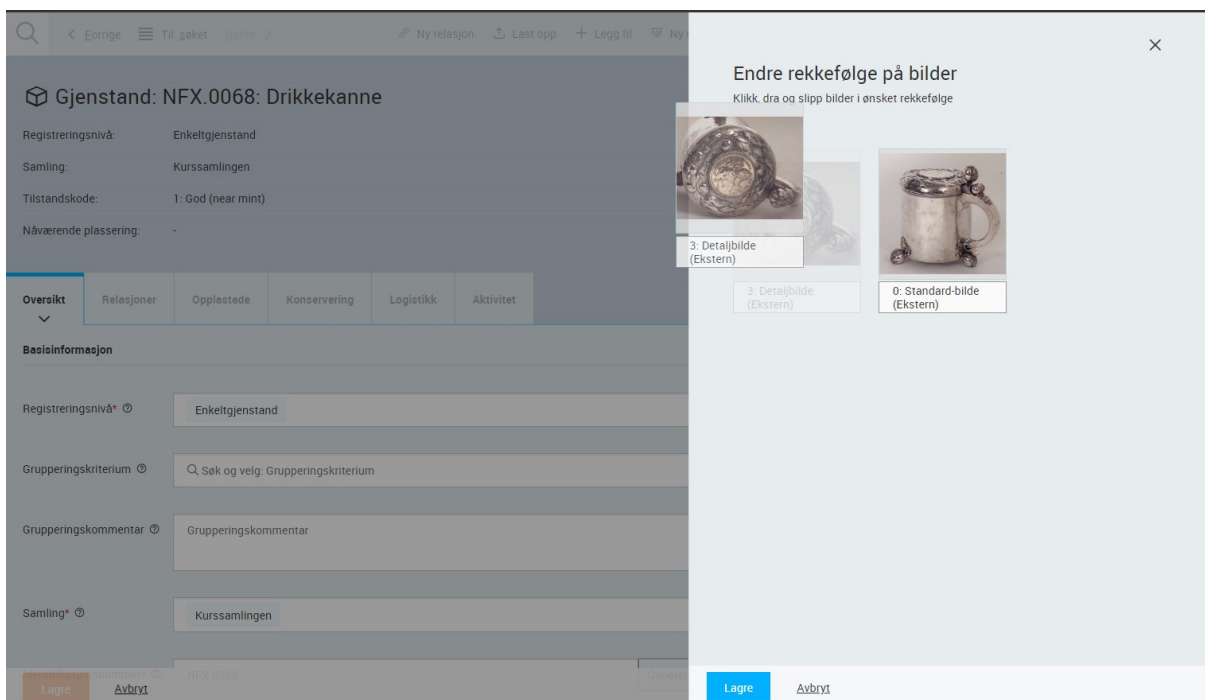 Forrige Til søket Neste Ny relasjon Last opp Legg til Ny
Gjenstand: NFX.0068: Drikkekanne
Registreringsnivå: Enkeltgjenstand
Samling: Kurssamlingen
Tilstandskode: 1: God (near mint)
Nåværende plassering: -
Oversikt Relasjoner Opplastede Konservering Logistikk Aktivitet
Basisinformasjon
Registreringsnivå* Enkeltgjenstand
Grupperingskriterium Søk og velg: Grupperingskriterium
Grupperingskommentar Grupperingskommentar
Samling* Kurssamlingen
NFX.0068
Lagre Avbryt
Endre rekkefølge på bilder
Klikk, dra og slipp bilder i ønsket rekkefølge
3: Detaljbilde
(Ekstern)
3: Detaljbilde
(Ekstern)
0: Standard-bilde
(Ekstern)
Lagre Avbryt